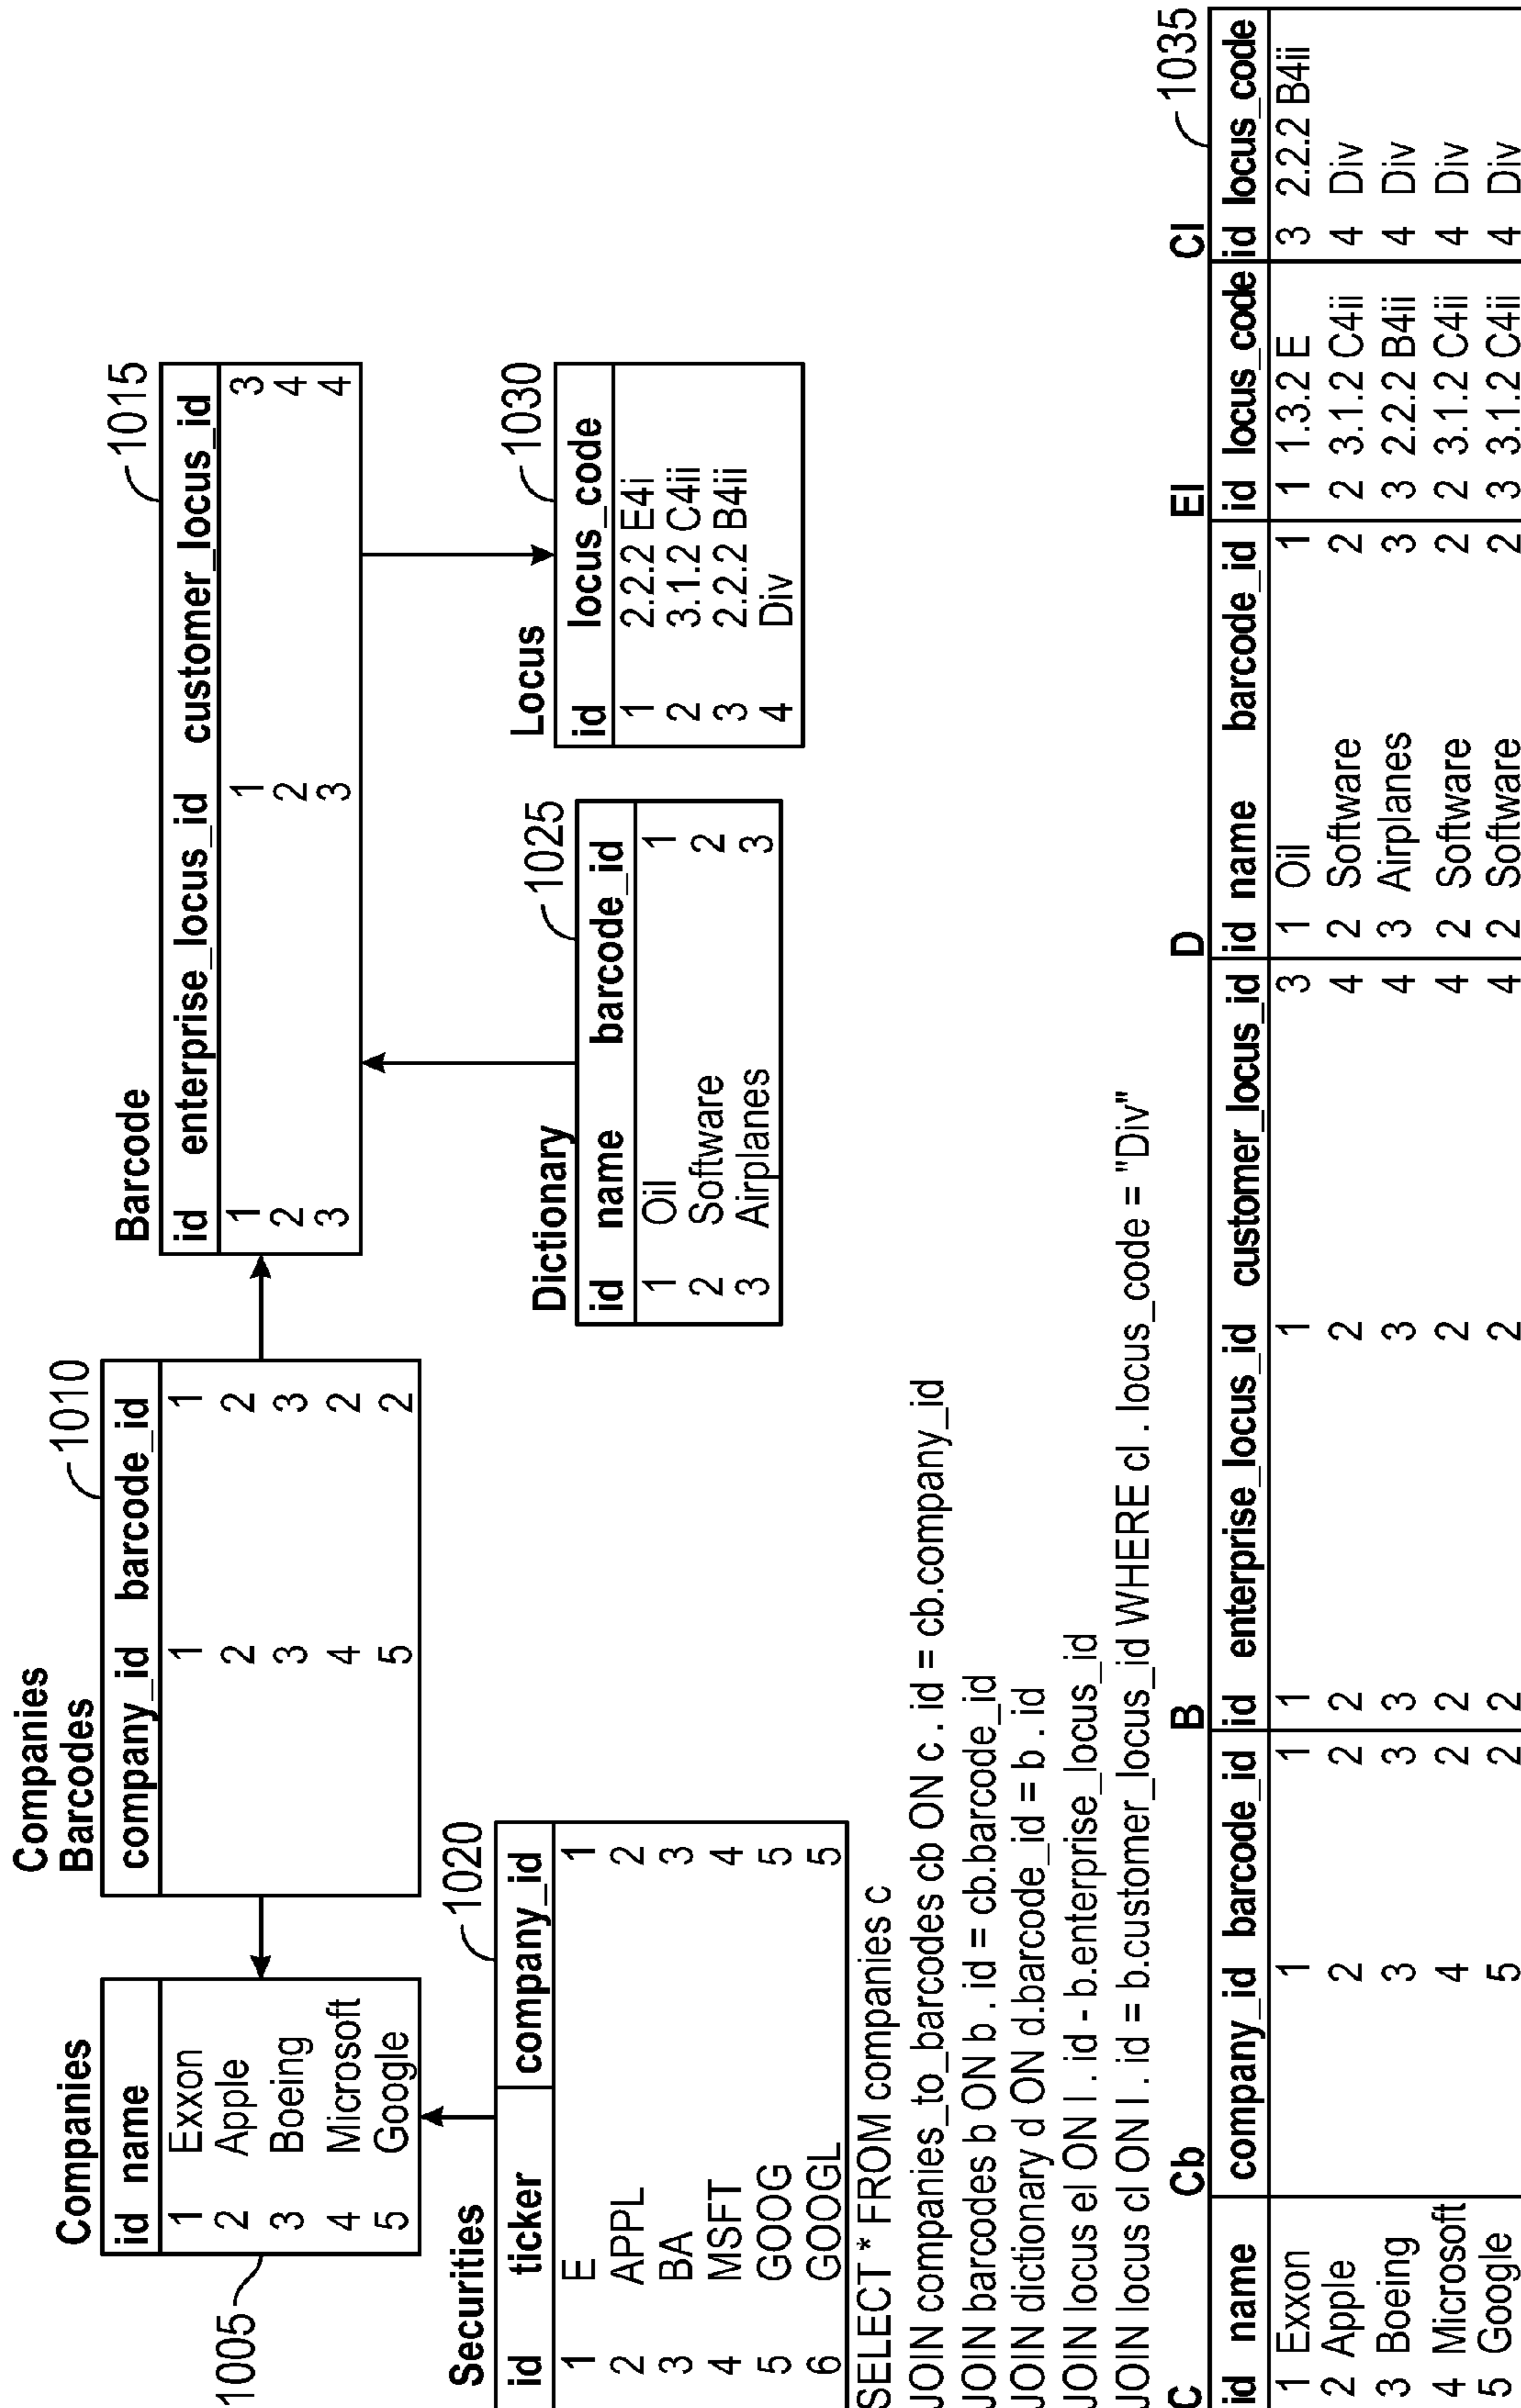 Companies
id name
1 Exxon
2 Apple
3 Boeing
4 Microsoft
5 Google
1005
Companies
Barcodes
1010
company_id barcode_id
1 1
2 2
3 3
4 2
5 2
Barcode
1015
id enterprise_locus_id customer_locus_id
1 1 3
2 2 4
3 3 4
Securities
1020
id ticker company_id
1 E 1
2 APPL 2
3 BA 3
4 MSFT 4
5 GOOG 5
6 GOOGL 5
Dictionary
1025
id name barcode_id
1 Oil 1
2 Software 2
3 Airplanes 3
Locus
1030
id locus_code
1 2.2.2 E4i
2 3.1.2 C4ii
3 2.2.2 B4ii
4 Div
SELECT * FROM companies c
JOIN companies_to_barcodes cb ON c . id = cb.company_id
JOIN barcodes b ON b . id = cb.barcode_id
JOIN dictionary d ON d.barcode_id = b . id
JOIN locus el ON l . id - b.enterprise_locus_id
JOIN locus cl ON l . id = b.customer_locus_id WHERE cl . locus_code = "Div"
1035
C Cb B D El Cl
id name company_id barcode_id id enterprise_locus_id customer_locus_id id name barcode_id id locus_code id locus_code
1 Exxon 1 1 1 1 3 1 Oil 1 1 1.3.2 E 3 2.2.2 B4ii
2 Apple 2 2 2 2 4 2 Software 2 2 3.1.2 C4ii 4 Div
3 Boeing 3 3 3 3 4 3 Airplanes 3 3 2.2.2 B4ii 4 Div
4 Microsoft 4 2 2 2 4 2 Software 2 2 3.1.2 C4ii 4 Div
5 Google 5 2 2 2 4 2 Software 2 3 3.1.2 C4ii 4 Div